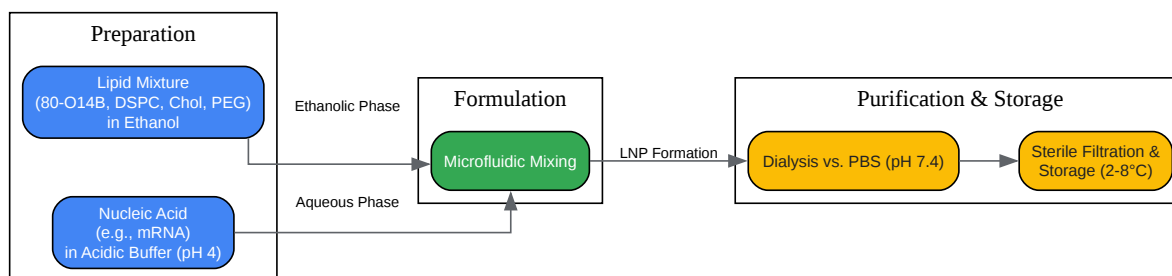 Preparation
Lipid Mixture
(80-O14B, DSPC, Chol, PEG)
in Ethanol
Nucleic Acid
(e.g., mRNA)
in Acidic Buffer (pH 4)
Ethanolic Phase
Aqueous Phase
Formulation
Microfluidic Mixing
LNP Formation
Purification & Storage
Dialysis vs. PBS (pH 7.4)
Sterile Filtration &
Storage (2-8°C)